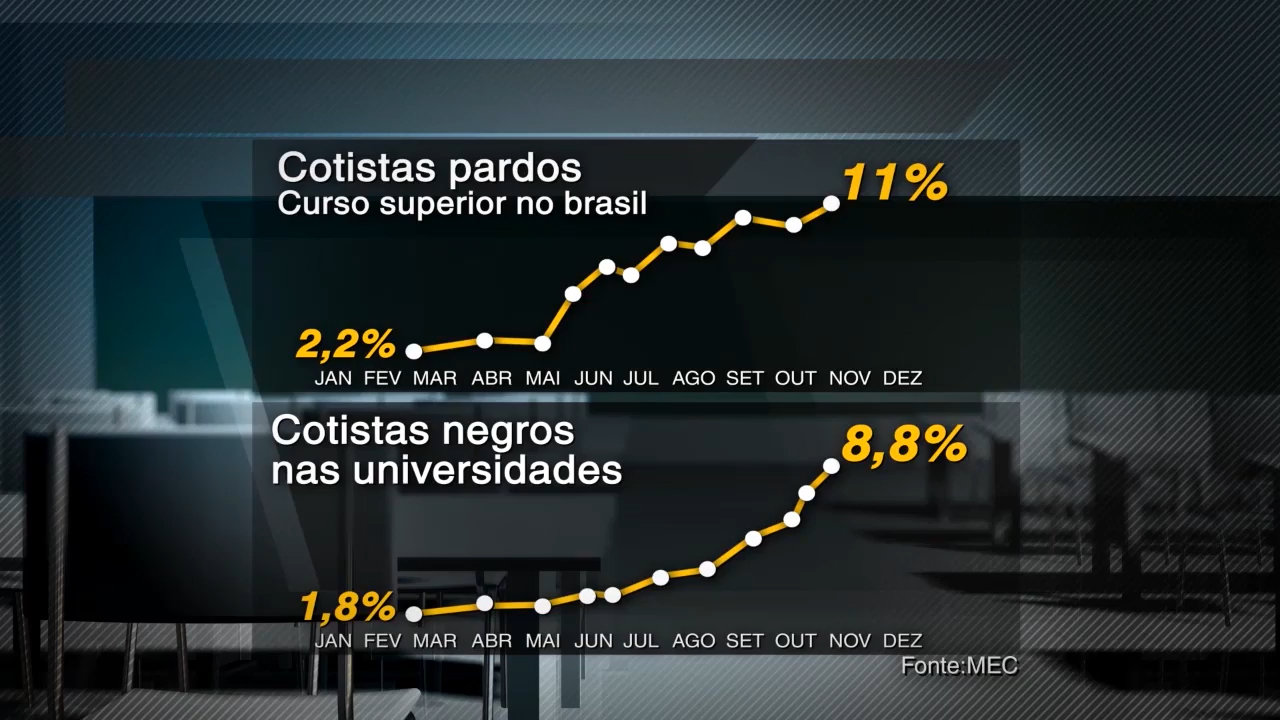 Cotistas pardos
Curso superior no brasil
11%
2,2%
JAN FEV MAR ABR MAI JUN JUL AGO SET OUT NOV DEZ
Cotistas negros
nas universidades
8,8%
1,8%
JAN FEV MAR ABR MAI JUN JUL AGO SET OUT NOV DEZ
Fonte:MEC